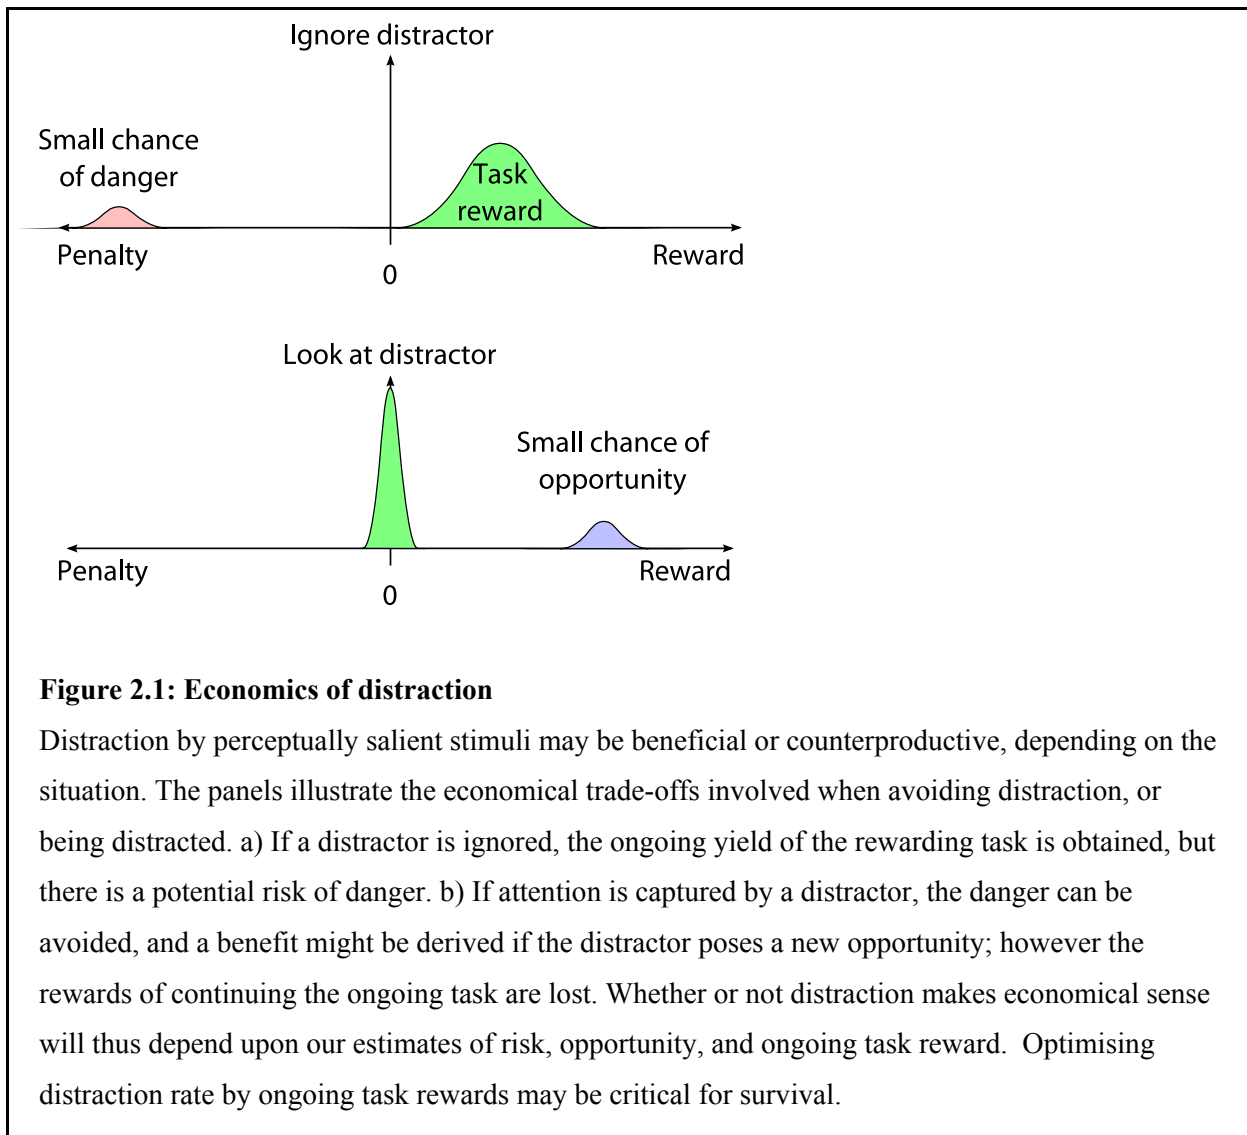 Ignore distractor
Small chance
of danger
Task
reward
Penalty
Reward
0
Look at distractor
Small chance of
opportunity
Penalty
Reward
0
Figure 2.1: Economics of distraction
Distraction by perceptually salient stimuli may be beneficial or counterproductive, depending on the
situation. The panels illustrate the economical trade-offs involved when avoiding distraction, or
being distracted. a) If a distractor is ignored, the ongoing yield of the rewarding task is obtained, but
there is a potential risk of danger. b) If attention is captured by a distractor, the danger can be
avoided, and a benefit might be derived if the distractor poses a new opportunity; however the
rewards of continuing the ongoing task are lost. Whether or not distraction makes economical sense
will thus depend upon our estimates of risk, opportunity, and ongoing task reward.  Optimising
distraction rate by ongoing task rewards may be critical for survival.